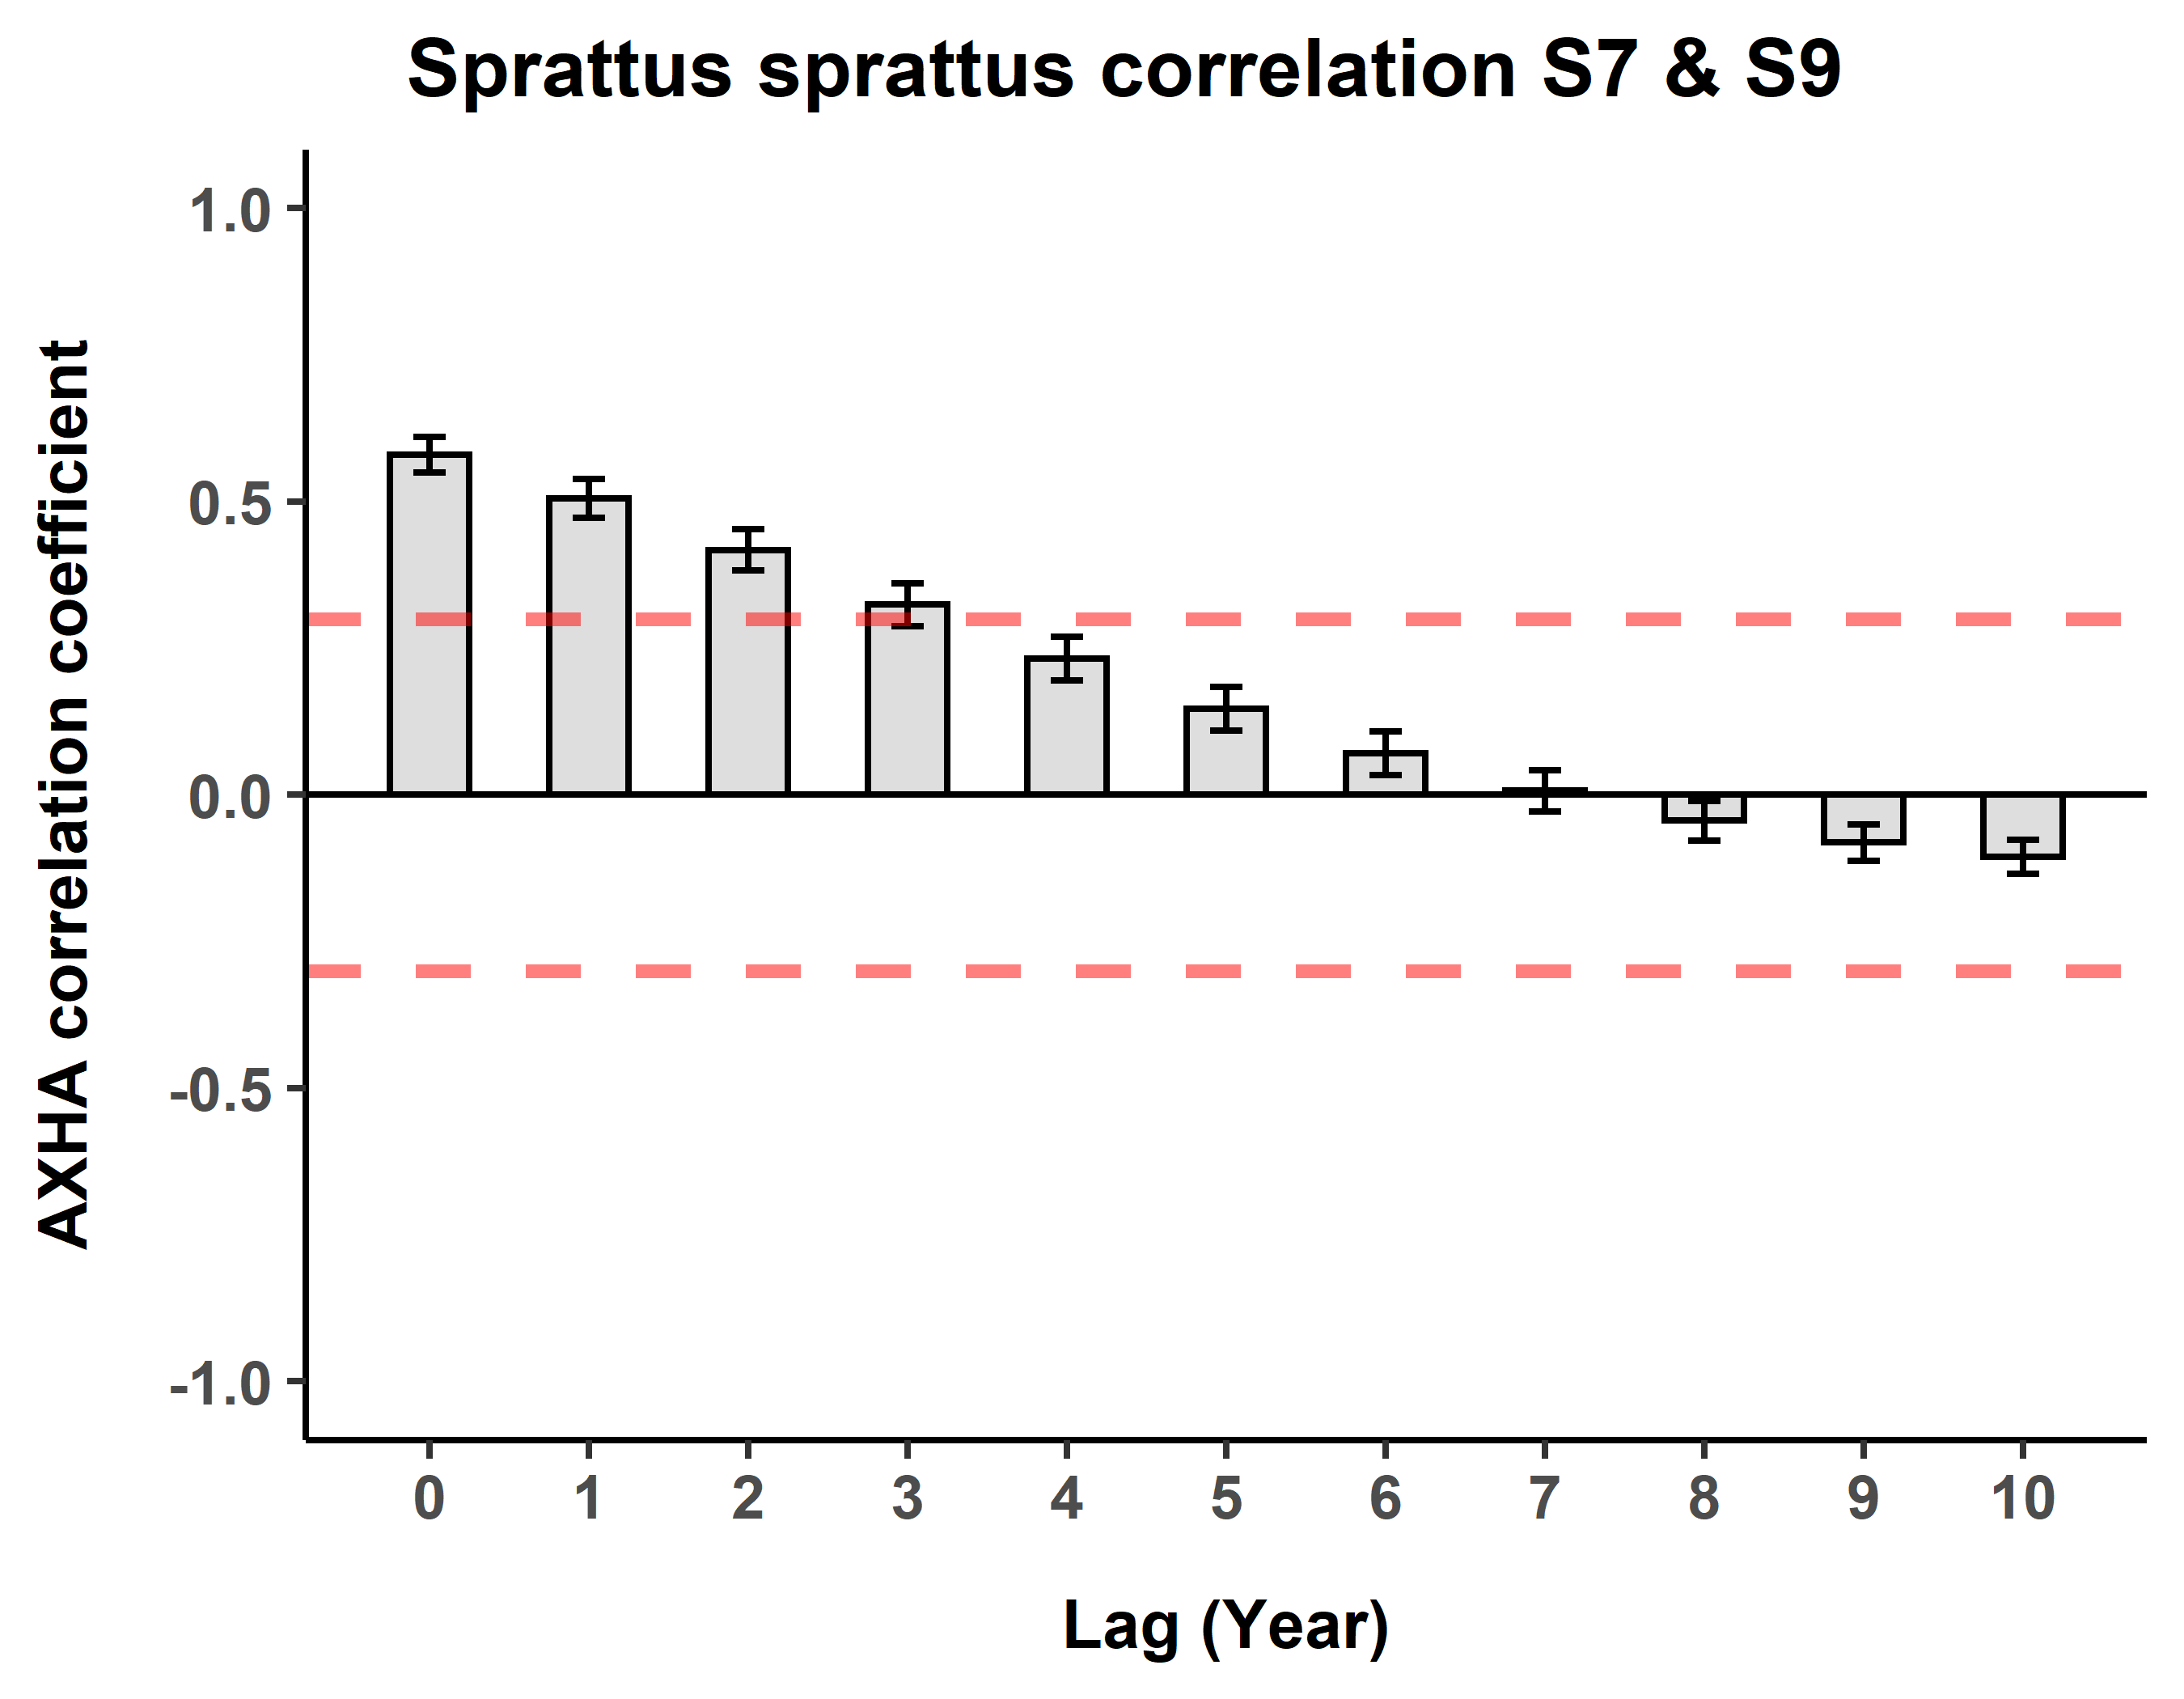 Sprattus sprattus correlation S7 & S9
AXHA correlation coefficient
1.0
0.5
0.0
-0.5
-1.0
0 1 2 3 4 5 6 7 8 9 10
Lag (Year)